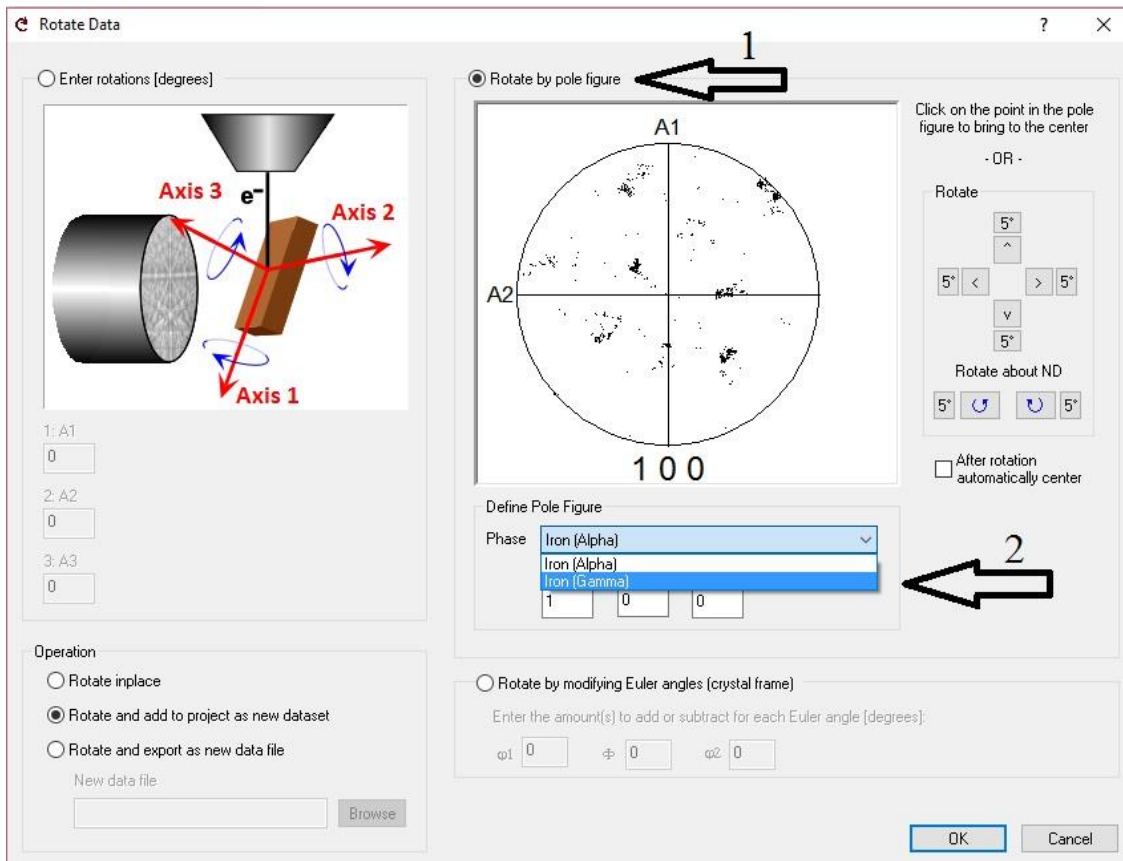 Rotate Data
?
1
Enter rotations [degrees]
e⁻
Axis 3
Axis 2
Axis 1
1: A1
0
2: A2
0
3: A3
0
Operation
Rotate inplace
Rotate and add to project as new dataset
Rotate and export as new data file
New data file
Browse
Rotate by pole figure
A1
A2
1 0 0
Click on the point in the pole
figure to bring to the center
- OR -
Rotate
5°
^
5° < > 5°
v
5°
Rotate about ND
5° ↺ ↻ 5°
After rotation
automatically center
Define Pole Figure
Phase Iron (Alpha)
Iron (Alpha)
Iron (Gamma)
2
1 0 0
Rotate by modifying Euler angles (crystal frame)
Enter the amount(s) to add or subtract for each Euler angle [degrees]:
φ1 0 Φ 0 φ2 0
OK Cancel